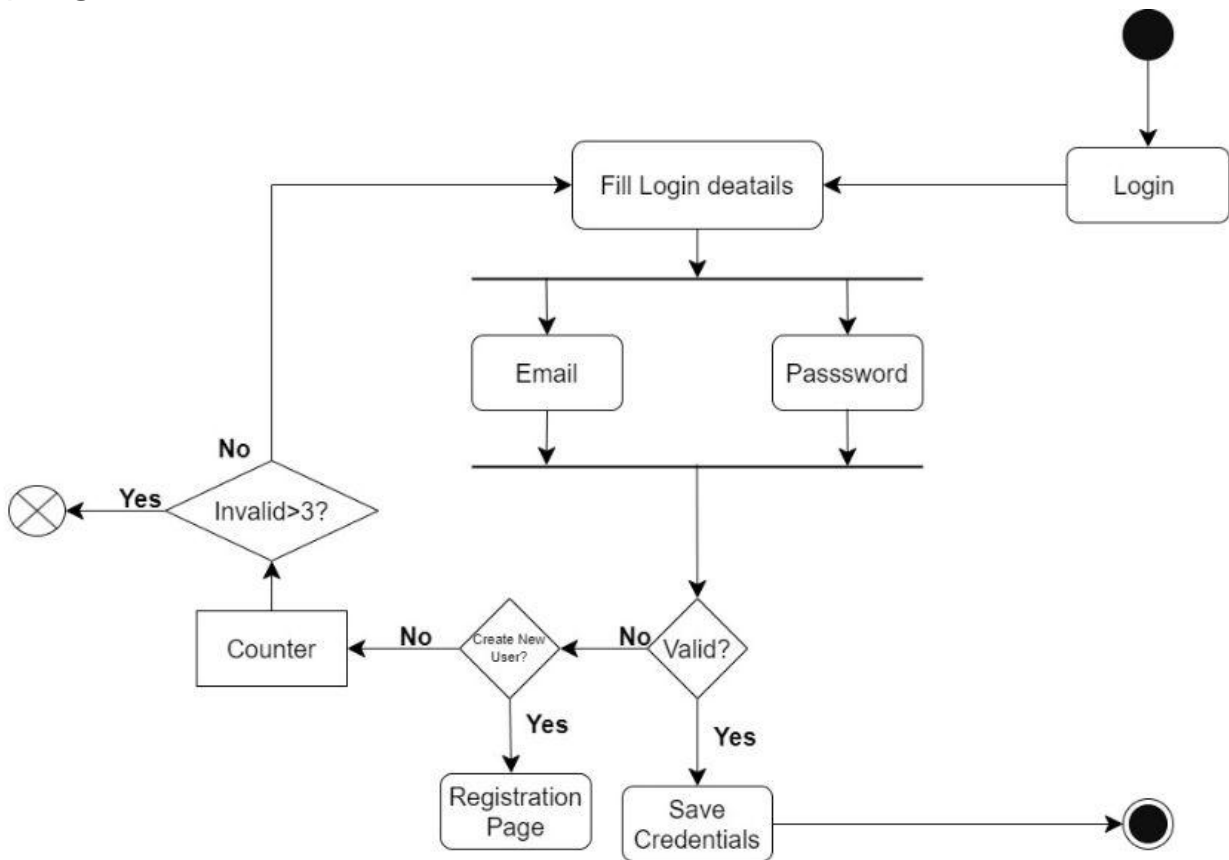 Fill Login deatails
Login
Email
Passsword
No
Yes
Invalid>3?
Counter
No
Create New
User?
No
Valid?
Yes
Yes
Registration
Page
Save
Credentials